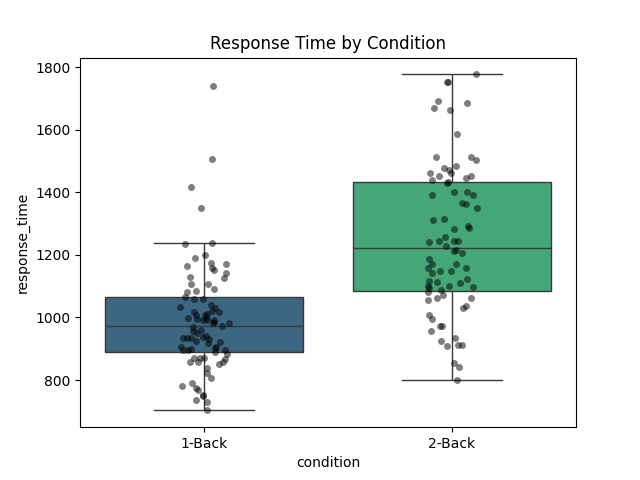 Response Time by Condition
1800
1600
1400
1200
1000
800
response_time
1-Back
2-Back
condition